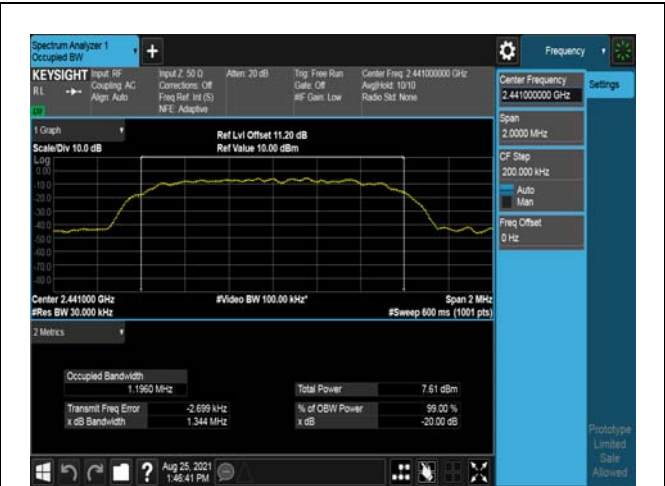 Spectrum Analyzer 1
Occupied BW
+
Frequency
KEYSIGHT
RL
Input: RF
Coupling: AC
Align: Auto
Input Z: 50 Ω
Corrections: Off
Freq Ref: Int (S)
NFE: Adaptive
Atten: 20 dB
Trig: Free Run
Gate: Off
#IF Gain: Low
Center Freq: 2.441000000 GHz
Avg|Hold: 10/10
Radio Std: None
Center Frequency
2.441000000 GHz
Settings
Span
2.0000 MHz
CF Step
200.000 kHz
Auto
Man
Freq Offset
0 Hz
1 Graph
Scale/Div 10.0 dB
Ref Lvl Offset 11.20 dB
Ref Value 10.00 dBm
Log
0.00
-10.0
-20.0
-30.0
-40.0
-50.0
-60.0
-70.0
-80.0
Center 2.441000 GHz
#Video BW 100.00 kHz*
Span 2 MHz
#Res BW 30.000 kHz
#Sweep 600 ms (1001 pts)
2 Metrics
Occupied Bandwidth
1.1960 MHz
Total Power 7.61 dBm
Transmit Freq Error -2.699 kHz
% of OBW Power 99.00 %
x dB Bandwidth 1.344 MHz
x dB -20.00 dB
Prototype
Limited
Sale
Allowed
?
Aug 25, 2021
1:46:41 PM